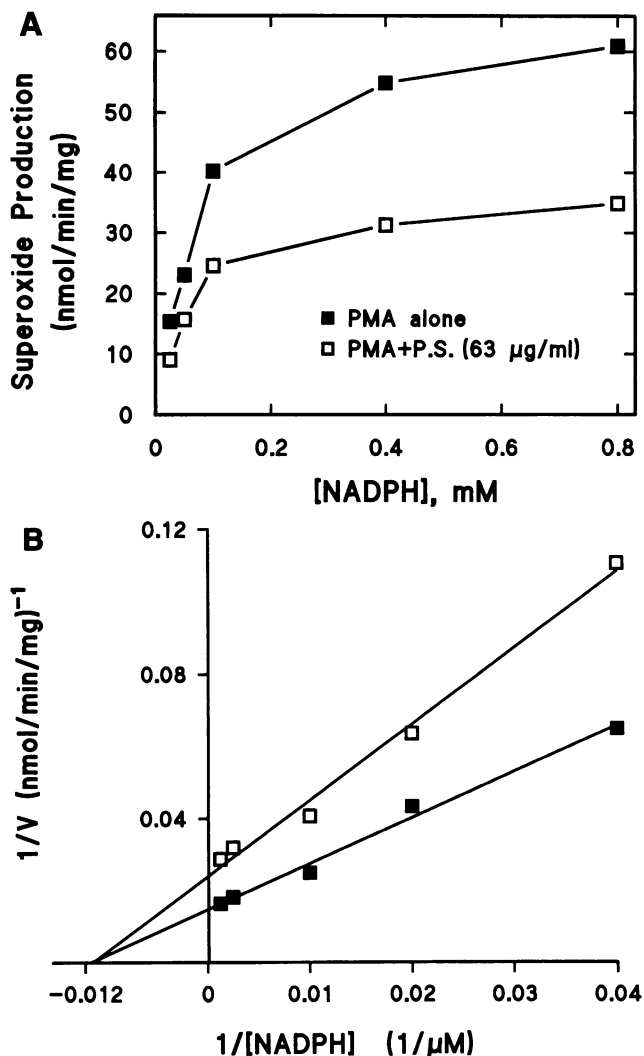 A
Superoxide Production
(nmol/min/mg)
60
50
40
30
20
10
0
■ PMA alone
□ PMA+P.S. (63 µg/ml)
0 0.2 0.4 0.6 0.8
[NADPH], mM
B
1/V (nmol/min/mg)⁻¹
0.12
0.08
0.04
-0.012 0 0.01 0.02 0.03 0.04
1/[NADPH] (1/µM)